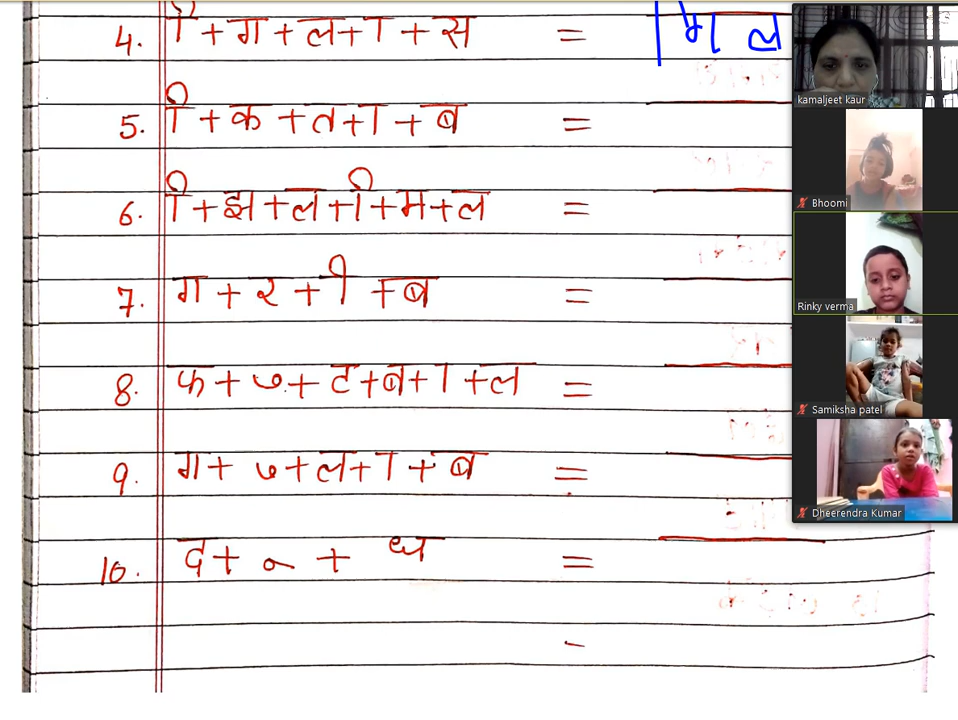 4. ि+ग+ल+ा+स = गिल
kamaljeet kaur
5. ि+क+त+ा+ब =
Bhoomi
6. ि+झ+ल+ि+म+ल =
7. ग+र+ी+ब =
Rinky verma
8. फ+ु+ट+ब+ा+ल =
Samiksha patel
9. ग+ु+ल+ा+ब =
Dheerendra Kumar
10. द+ू+ध =